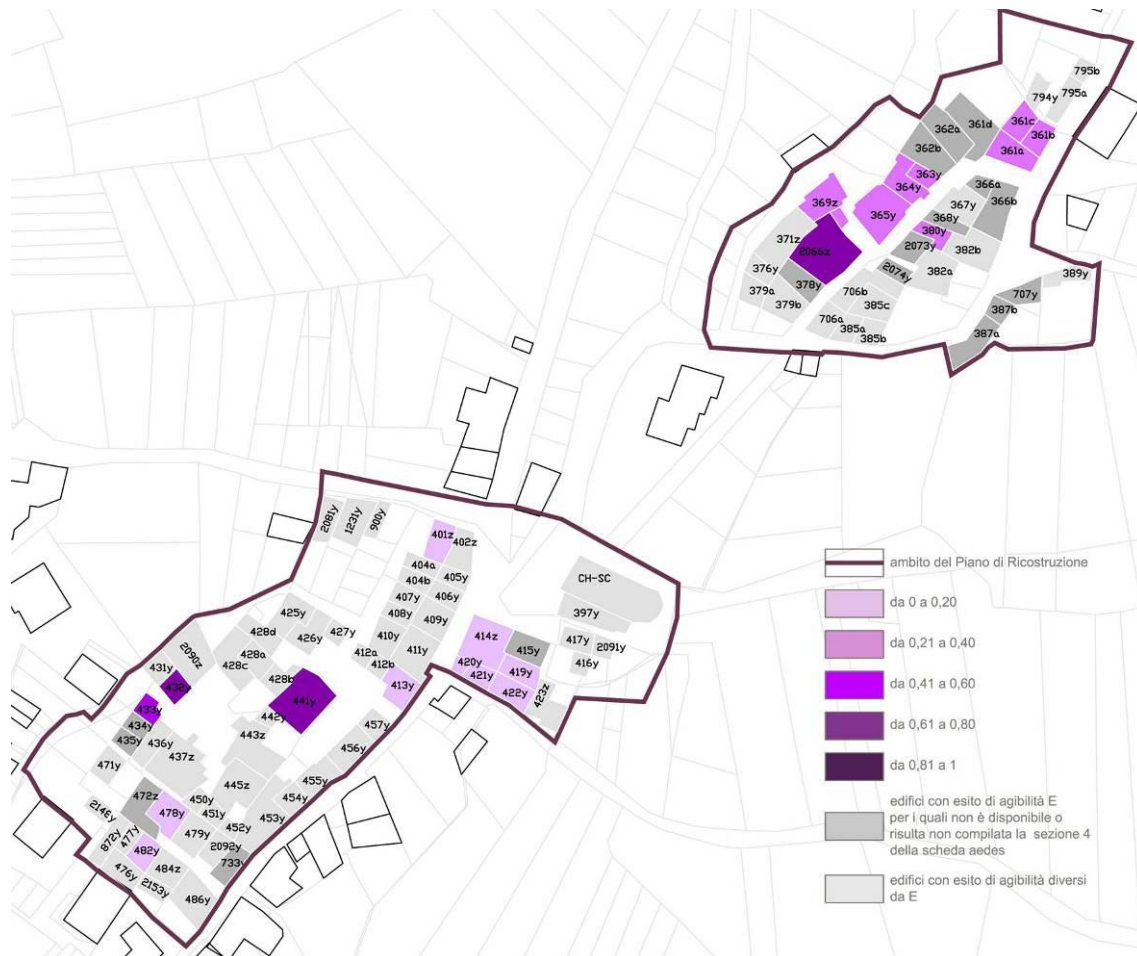 795b
795a
794y
361c
361b
361a
361d
362a
362b
363y
364y
365y
366a
366b
367y
368y
369z
380y
371z
2066z
2073y
382b
382a
2074y
376y
378y
379a
379b
706b
385c
706a
385a
385b
389y
707y
387b
387a
2081y
1231y
900y
401z
402z
404a
404b
405y
407y
406y
408y
409y
410y
411y
412a
412b
413y
CH-SC
397y
414z
415y
417y
2091y
416y
420y
419y
421y
422y
423z
425y
426y
427y
428d
428a
428c
428b
2090z
431y
432y
433y
434y
435y
436y
437z
441y
442y
443z
445z
457y
456y
455y
454y
453y
450y
451y
452y
471y
472z
478y
479y
2092y
733y
2146y
872y
477y
482y
484z
476y
2153y
486y
ambito del Piano di Ricostruzione
da 0 a 0,20
da 0,21 a 0,40
da 0,41 a 0,60
da 0,61 a 0,80
da 0,81 a 1
edifici con esito di agibilità E
per i quali non è disponibile o
risulta non compilata la sezione 4
della scheda aedes
edifici con esito di agibilità diversi
da E